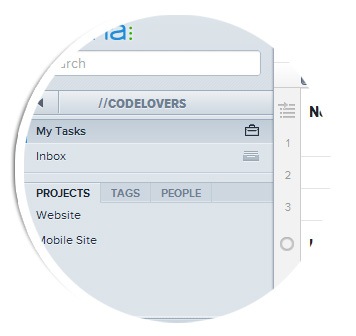 //CODELOVERS
My Tasks
Inbox
PROJECTS TAGS PEOPLE
Website
Mobile Site
1
2
3